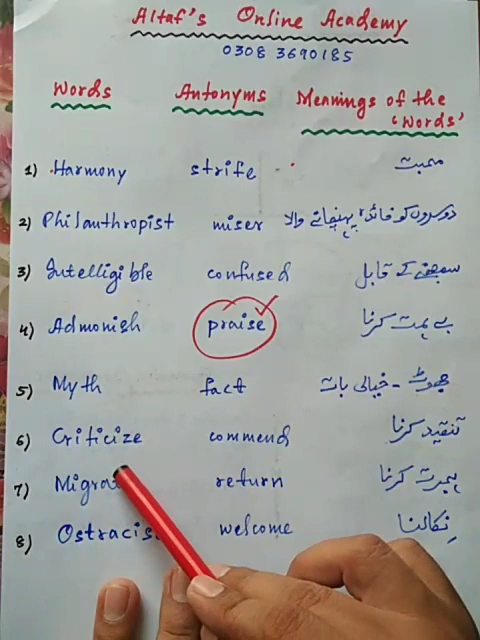 Altaf's Online Academy
0308 3690185
Words Antonyms Meanings of the 'Words'
1) Harmony strife محبت
2) Philanthropist miser دوسروں کو فائدہ پہنچانے والا
3) Intelligible confused سمجھنے کے قابل
4) Admonish praise بے ہمت کرنا
5) Myth fact جھوٹ - خیالی بات
6) Criticize commend تنقید کرنا
7) Migra return ہجرت کرنا
8) Ostracis welcome نکالنا